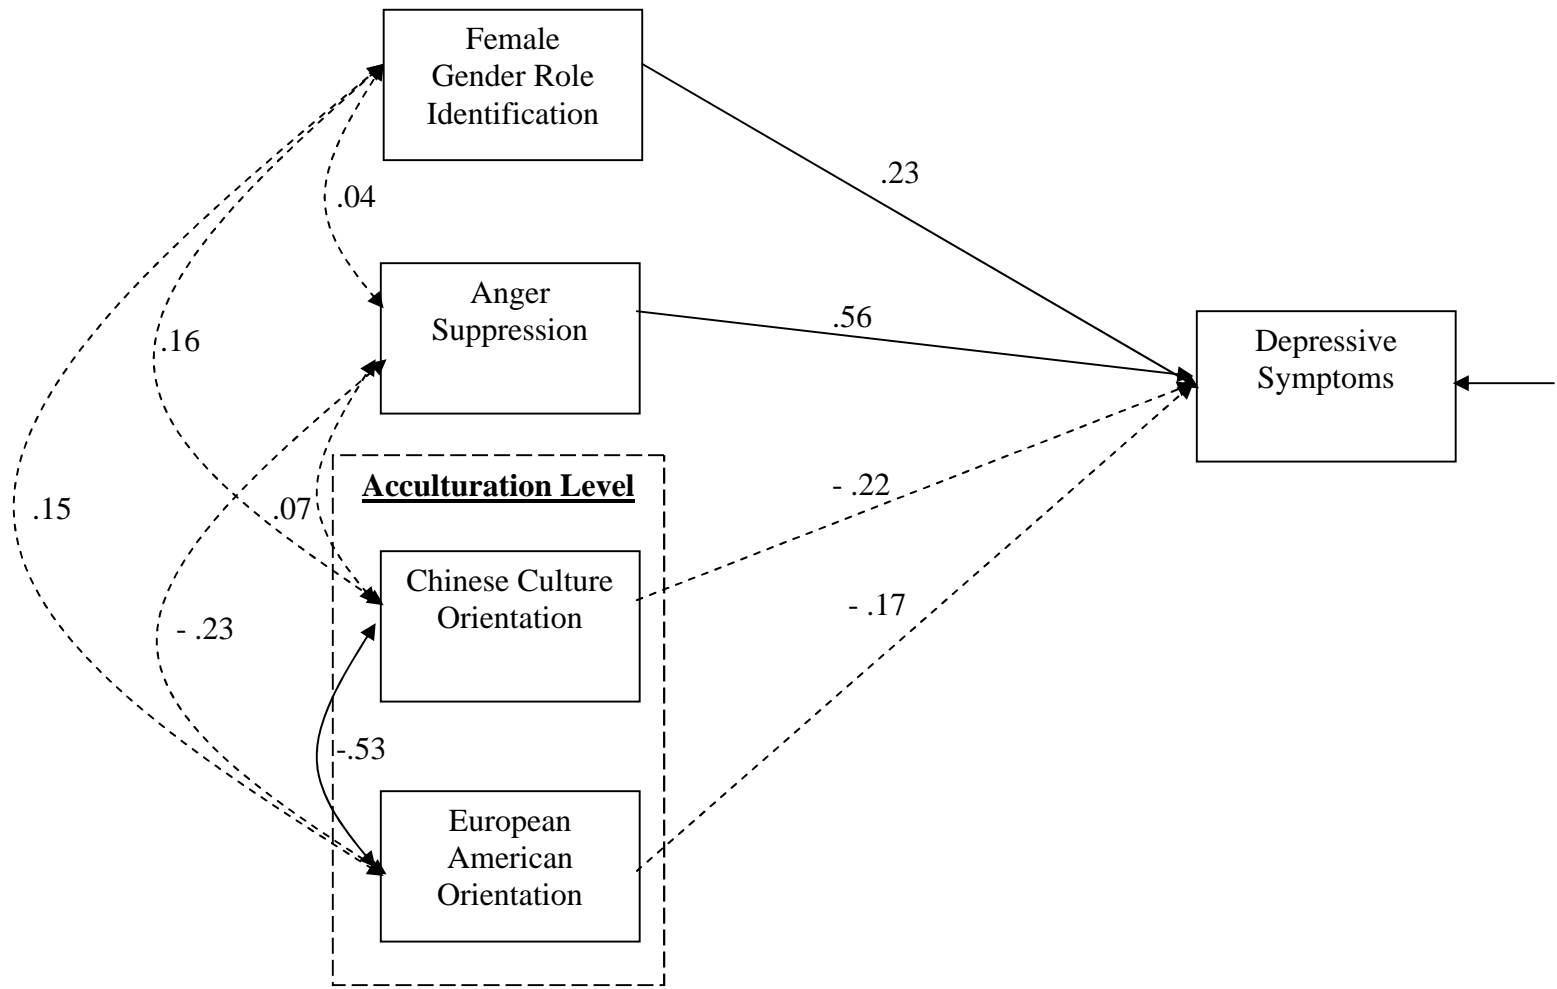 Female
Gender Role
Identification
.23
.04
Anger
Suppression
.56
.16
Depressive
Symptoms
Acculturation Level
- .22
.15
.07
Chinese Culture
Orientation
- .17
- .23
-.53
European
American
Orientation